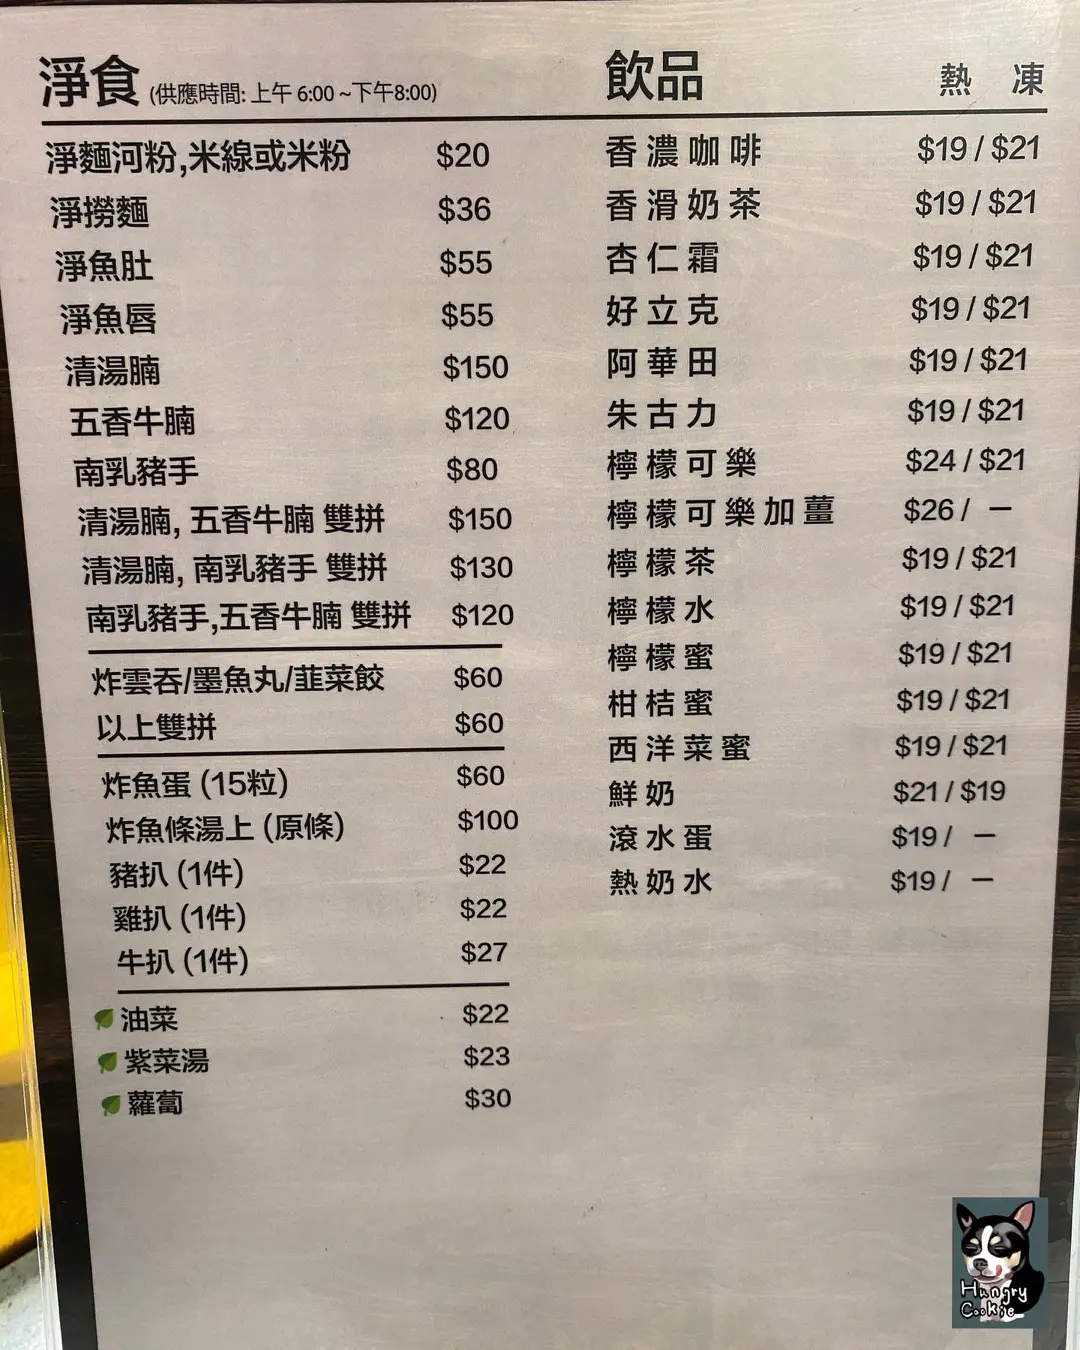 淨食 (供應時間: 上午 6:00 ~下午8:00)
淨麵河粉,米線或米粉 $20
淨撈麵 $36
淨魚肚 $55
淨魚唇 $55
清湯腩 $150
五香牛腩 $120
南乳豬手 $80
清湯腩, 五香牛腩 雙拼 $150
清湯腩, 南乳豬手 雙拼 $130
南乳豬手,五香牛腩 雙拼 $120
炸雲吞/墨魚丸/韮菜餃 $60
以上雙拼 $60
炸魚蛋 (15粒) $60
炸魚條湯上 (原條) $100
豬扒 (1件) $22
雞扒 (1件) $22
牛扒 (1件) $27
油菜 $22
紫菜湯 $23
蘿蔔 $30
飲品 熱 凍
香濃咖啡 $19 / $21
香滑奶茶 $19 / $21
杏仁霜 $19 / $21
好立克 $19 / $21
阿華田 $19 / $21
朱古力 $19 / $21
檸檬可樂 $24 / $21
檸檬可樂加薑 $26 / —
檸檬茶 $19 / $21
檸檬水 $19 / $21
檸檬蜜 $19 / $21
柑桔蜜 $19 / $21
西洋菜蜜 $19 / $21
鮮奶 $21 / $19
滾水蛋 $19 / —
熱奶水 $19 / —
Hungry
Cookie